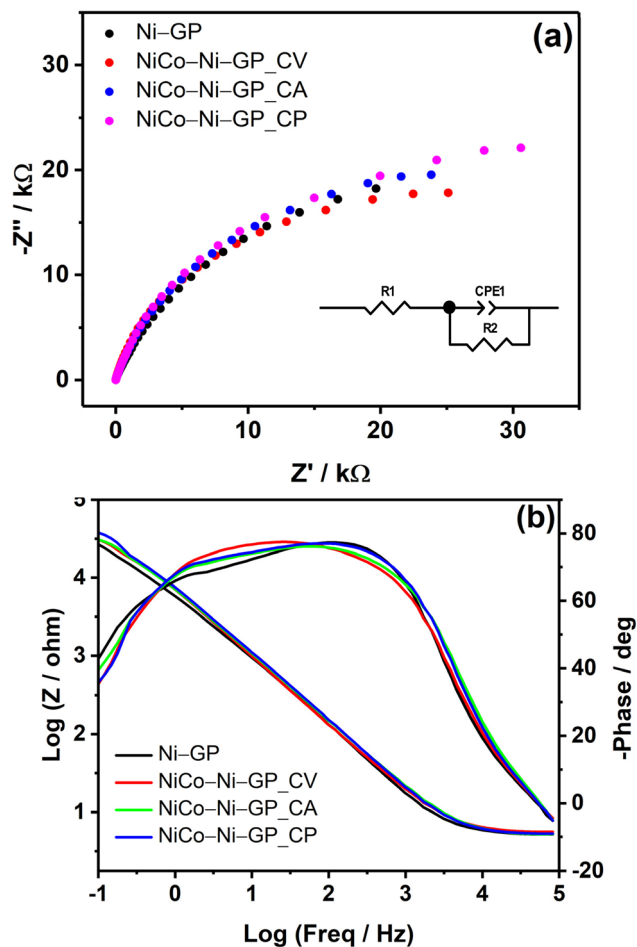 (a)
Ni–GP
NiCo–Ni–GP_CV
NiCo–Ni–GP_CA
NiCo–Ni–GP_CP
30
20
10
0
-Z'' / kΩ
R1
CPE1
R2
0
10
20
30
Z' / kΩ
(b)
5
4
3
2
1
Log (Z / ohm)
80
60
40
20
0
-20
-Phase / deg
Ni–GP
NiCo–Ni–GP_CV
NiCo–Ni–GP_CA
NiCo–Ni–GP_CP
-1
0
1
2
3
4
5
Log (Freq / Hz)